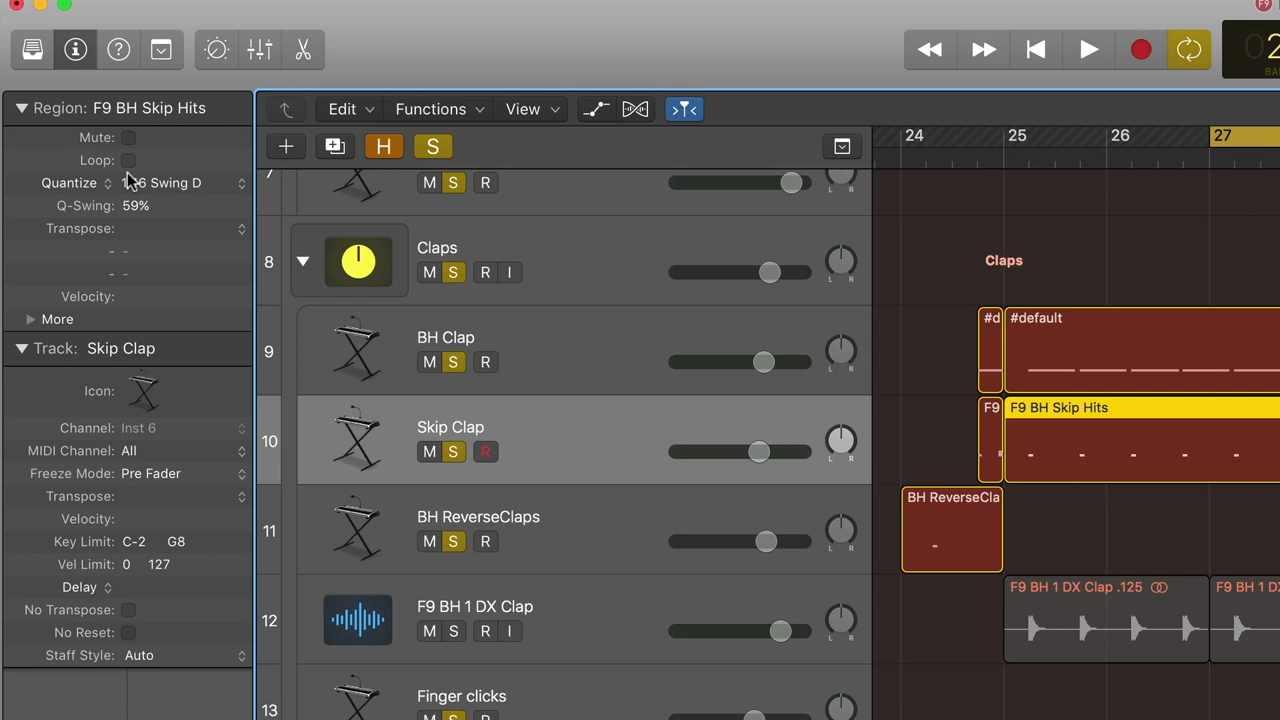 F9
02
BA
Region: F9 BH Skip Hits
Mute:
Loop:
Quantize Swing D
Q-Swing: 59%
Transpose:
- -
- -
Velocity:
More
Track: Skip Clap
Icon:
Channel: Inst 6
MIDI Channel: All
Freeze Mode: Pre Fader
Transpose:
Velocity:
Key Limit: C-2 G8
Vel Limit: 0 127
Delay
No Transpose:
No Reset:
Staff Style: Auto
Edit Functions View
H S
24 25 26 27
7
M S R
L R
8
Claps
M S R I
L R
Claps
9
BH Clap
M S R
L R
#d #default
10
Skip Clap
M S R
L R
F9 F9 BH Skip Hits
11
BH ReverseClaps
M S R
L R
BH ReverseCla
12
F9 BH 1 DX Clap
M S R I
L R
F9 BH 1 DX Clap .125 F9 BH 1 D
13
Finger clicks
M S R